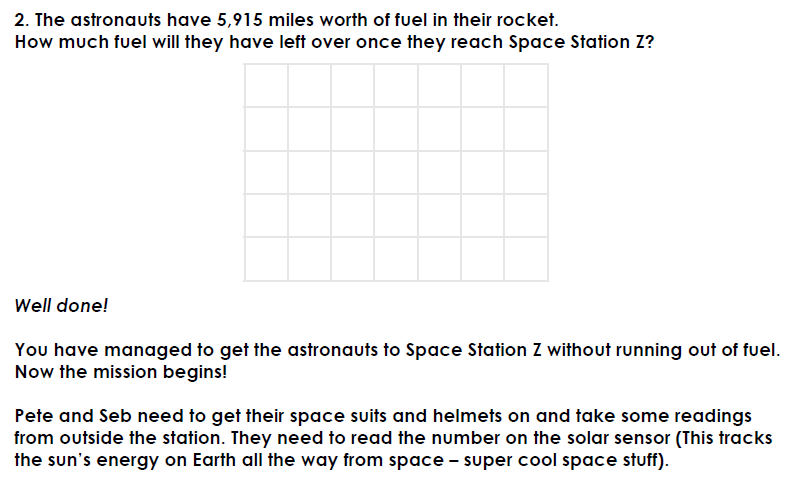 2. The astronauts have 5,915 miles worth of fuel in their rocket.
How much fuel will they have left over once they reach Space Station Z?
Well done!
You have managed to get the astronauts to Space Station Z without running out of fuel.
Now the mission begins!
Pete and Seb need to get their space suits and helmets on and take some readings
from outside the station. They need to read the number on the solar sensor (This tracks
the sun's energy on Earth all the way from space – super cool space stuff).